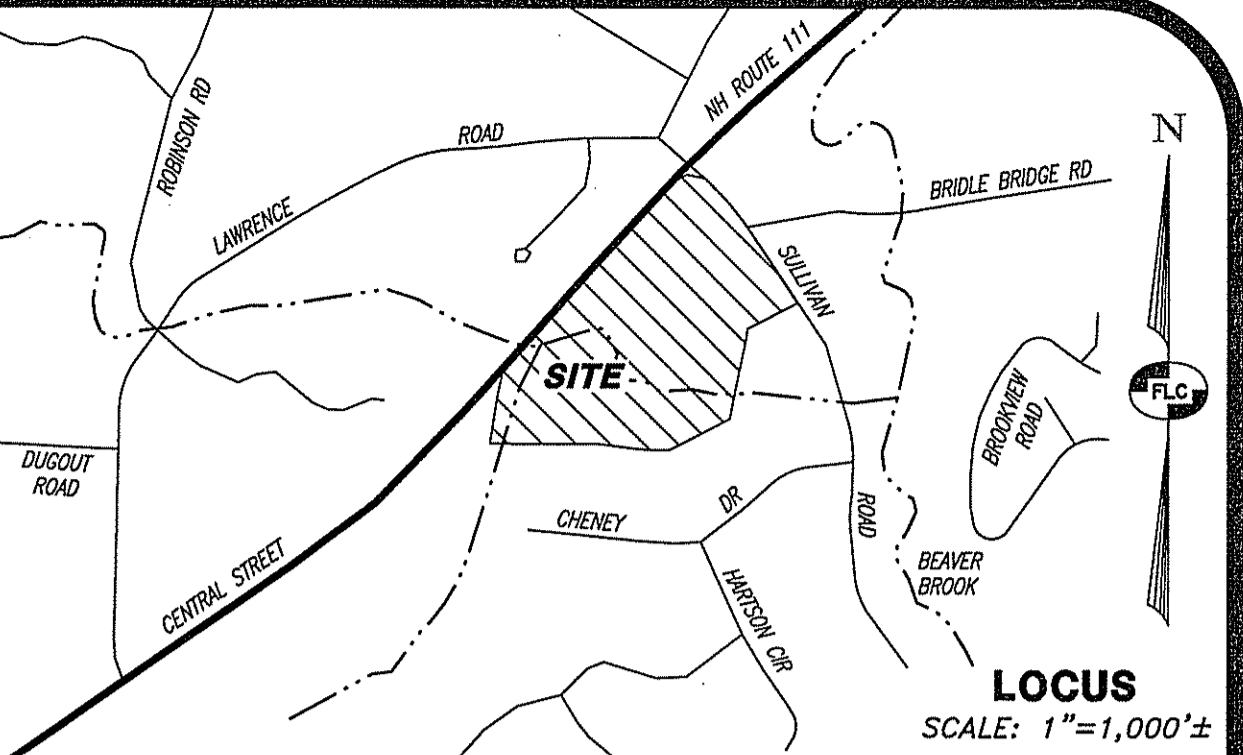 NH ROUTE 111
ROBINSON RD
ROAD
N
BRIDLE BRIDGE RD
LAWRENCE
SULLIVAN
SITE
FLC
BROOKVIEW
ROAD
DUGOUT
ROAD
DR
CHENEY
ROAD
CENTRAL STREET
BEAVER
BROOK
HARTSON CIR
LOCUS
SCALE: 1"=1,000'±